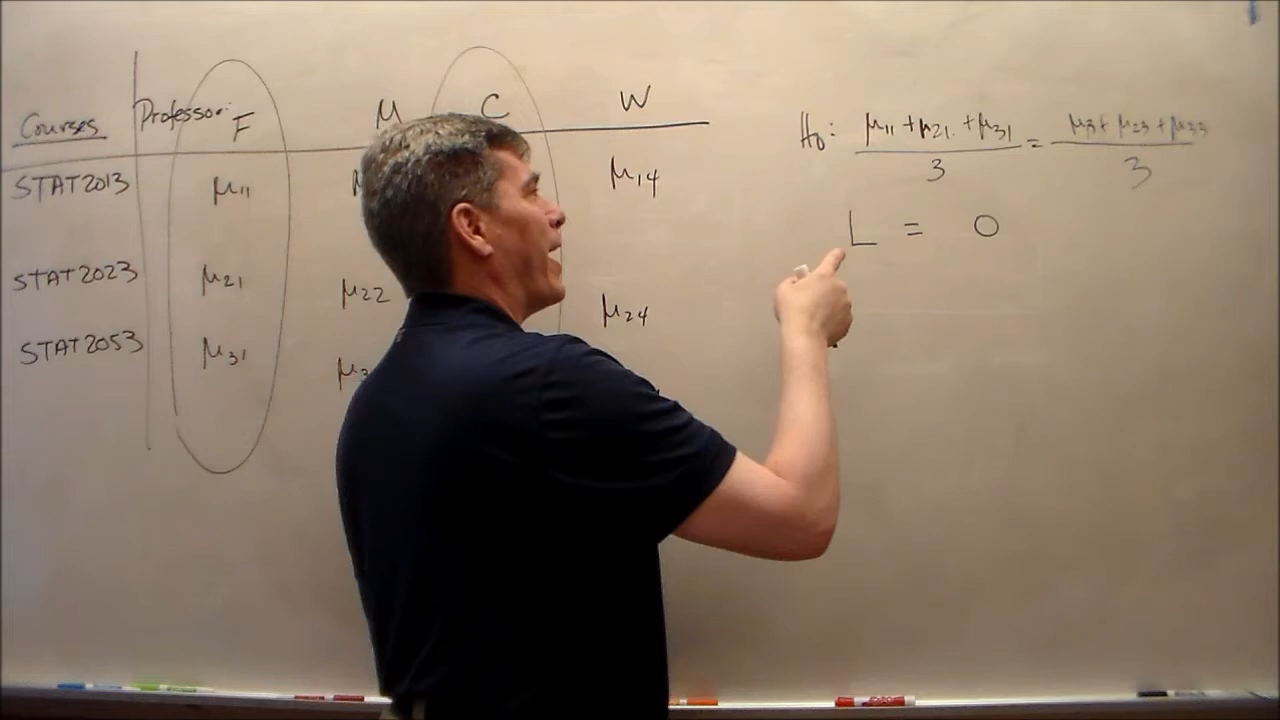 Courses Professor: F M C W
STAT2013 μ11 μ14
STAT2023 μ21 μ22 μ24
STAT2053 μ31
H0: μ11 + μ21 + μ31 / 3 = μ3 + μ23 + μ33 / 3
L = 0